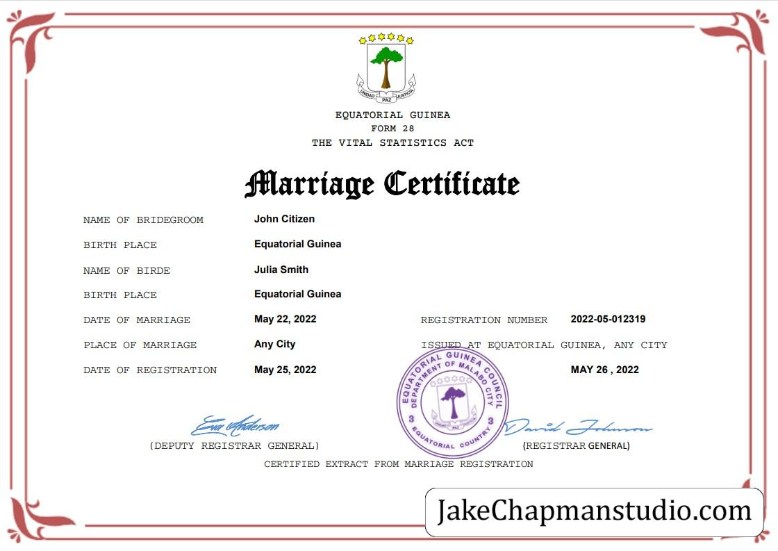 UNIDAD PAZ JUSTICIA
EQUATORIAL GUINEA
FORM 28
THE VITAL STATISTICS ACT
Marriage Certificate
NAME OF BRIDEGROOM John Citizen
BIRTH PLACE Equatorial Guinea
NAME OF BIRDE Julia Smith
BIRTH PLACE Equatorial Guinea
DATE OF MARRIAGE May 22, 2022 REGISTRATION NUMBER 2022-05-012319
PLACE OF MARRIAGE Any City ISSUED AT EQUATORIAL GUINEA, ANY CITY
DATE OF REGISTRATION May 25, 2022 MAY 26 , 2022
EQUATORIAL GUINEA COUNCIL
DEPARTMENT OF MALABO CITY
EQUATORIAL COUNTRY
Eva Anderson David Johnson
(DEPUTY REGISTRAR GENERAL) (REGISTRAR GENERAL)
CERTIFIED EXTRACT FROM MARRIAGE REGISTRATION
JakeChapmanstudio.com